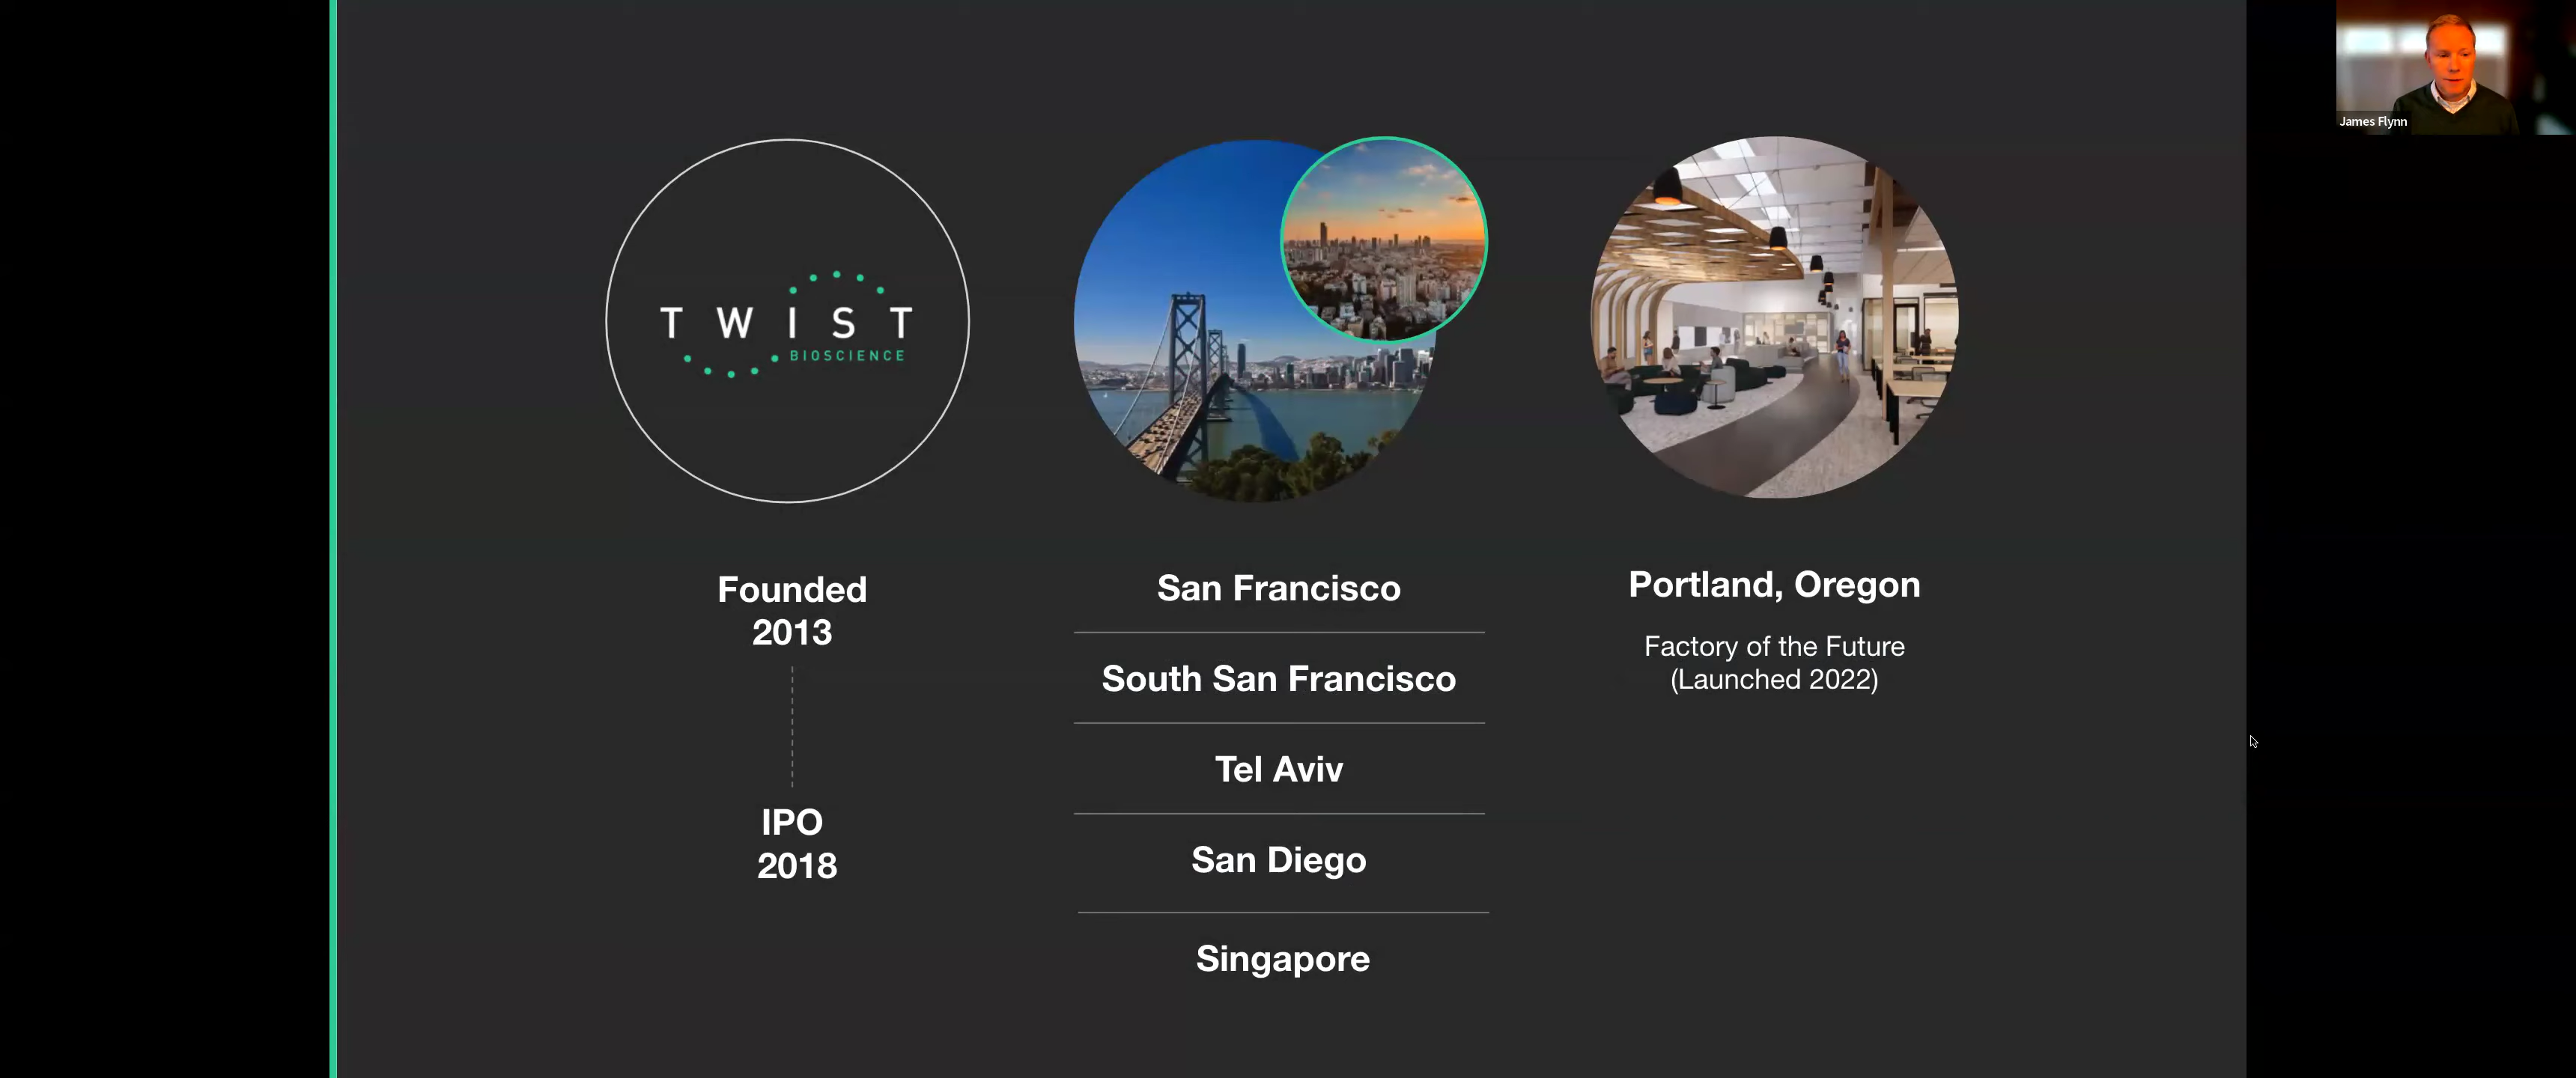 TWIST
BIOSCIENCE
Founded
2013
IPO
2018
San Francisco
South San Francisco
Tel Aviv
San Diego
Singapore
Portland, Oregon
Factory of the Future
(Launched 2022)
James Flynn